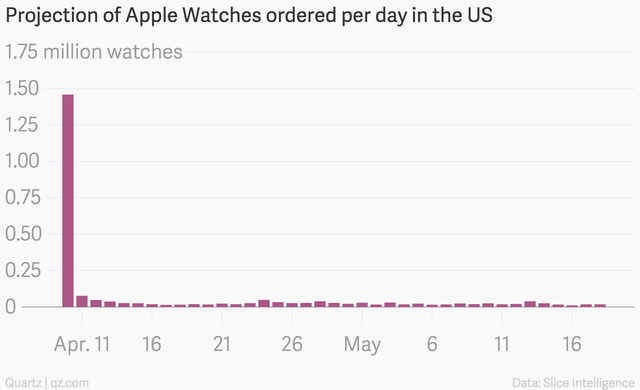 Projection of Apple Watches ordered per day in the US
1.75 million watches
1.50
1.25
1.00
0.75
0.50
0.25
0
Apr. 11 16 21 26 May 6 11 16
Quartz | qz.com Data: Slice Intelligence